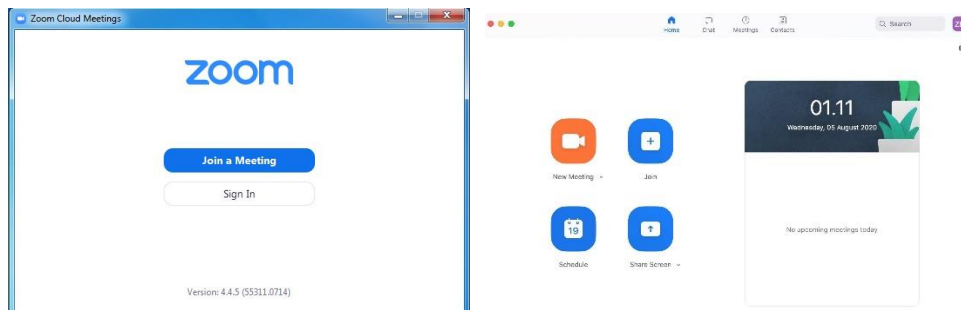 Zoom Cloud Meetings
zoom
Join a Meeting
Sign In
Version: 4.4.5 (55311.0714)
Home Chat Meetings Contacts
Search
01.11
Wednesday, 05 August 2020
New Meeting
Join
19
Schedule
Share Screen
No upcoming meetings today